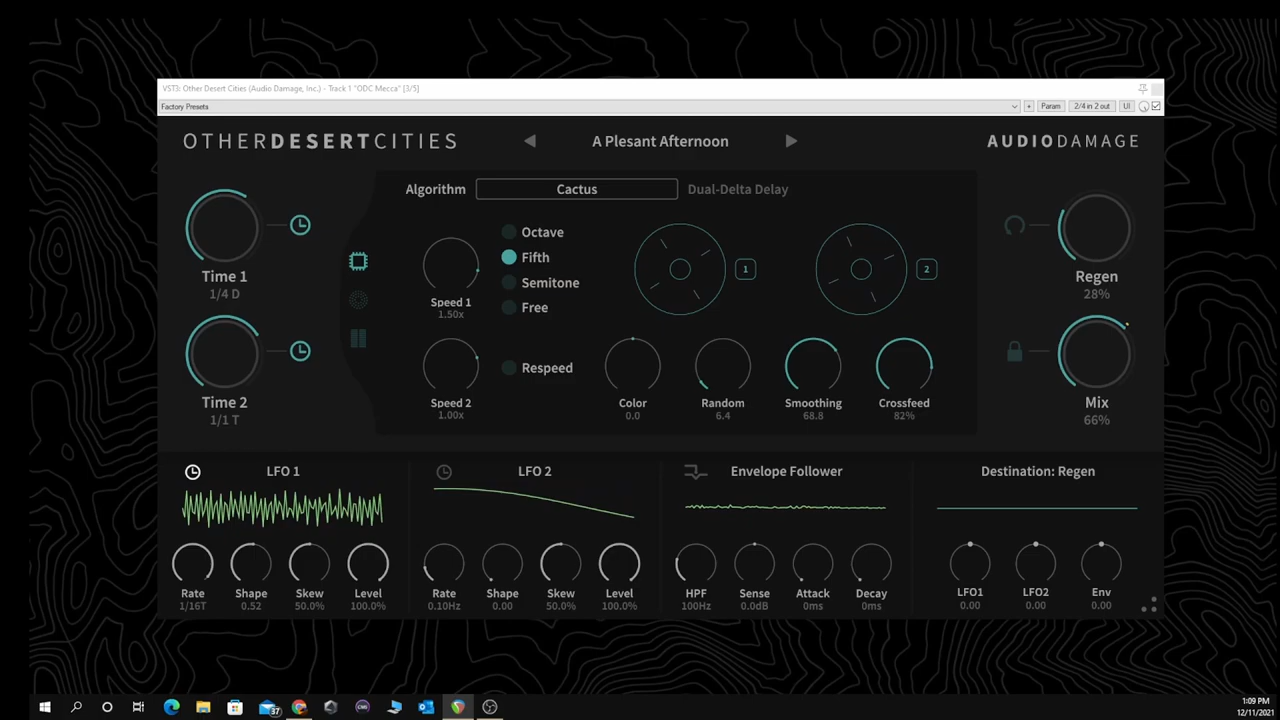 VST3: Other Desert Cities (Audio Damage, Inc.) - Track 1 "ODC Mecca" [3/5]
Factory Presets
+
Param
2/4 in 2 out
UI
OTHERDESERTCITIES
A Plesant Afternoon
AUDIODAMAGE
Algorithm
Cactus
Dual-Delta Delay
Time 1
1/4 D
Time 2
1/1 T
Speed 1
1.50x
Octave
Fifth
Semitone
Free
1
2
Speed 2
1.00x
Respeed
Color
0.0
Random
6.4
Smoothing
68.8
Crossfeed
82%
Regen
28%
Mix
66%
LFO 1
Rate
1/16T
Shape
0.52
Skew
50.0%
Level
100.0%
LFO 2
Rate
0.10Hz
Shape
0.00
Skew
50.0%
Level
100.0%
Envelope Follower
HPF
100Hz
Sense
0.0dB
Attack
0ms
Decay
0ms
Destination: Regen
LFO1
0.00
LFO2
0.00
Env
0.00
37
CMS
1:09 PM
12/11/2021